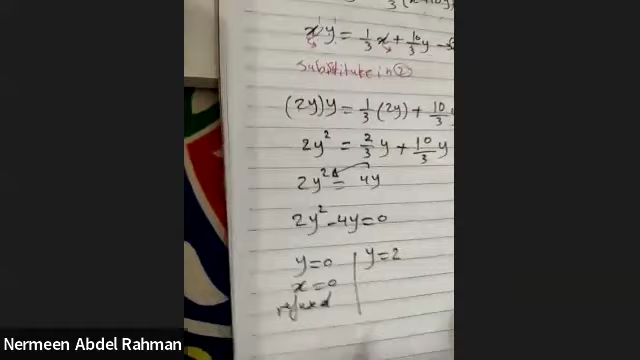 xy = 1/3 x + 10/3 y
Substitute in ②
(2y)y = 1/3 (2y) + 10/3
2y² = 2/3 y + 10/3 y
2y² = 4y
2y² - 4y = 0
y = 0 | y = 2
x = 0
Nermeen Abdel Rahman